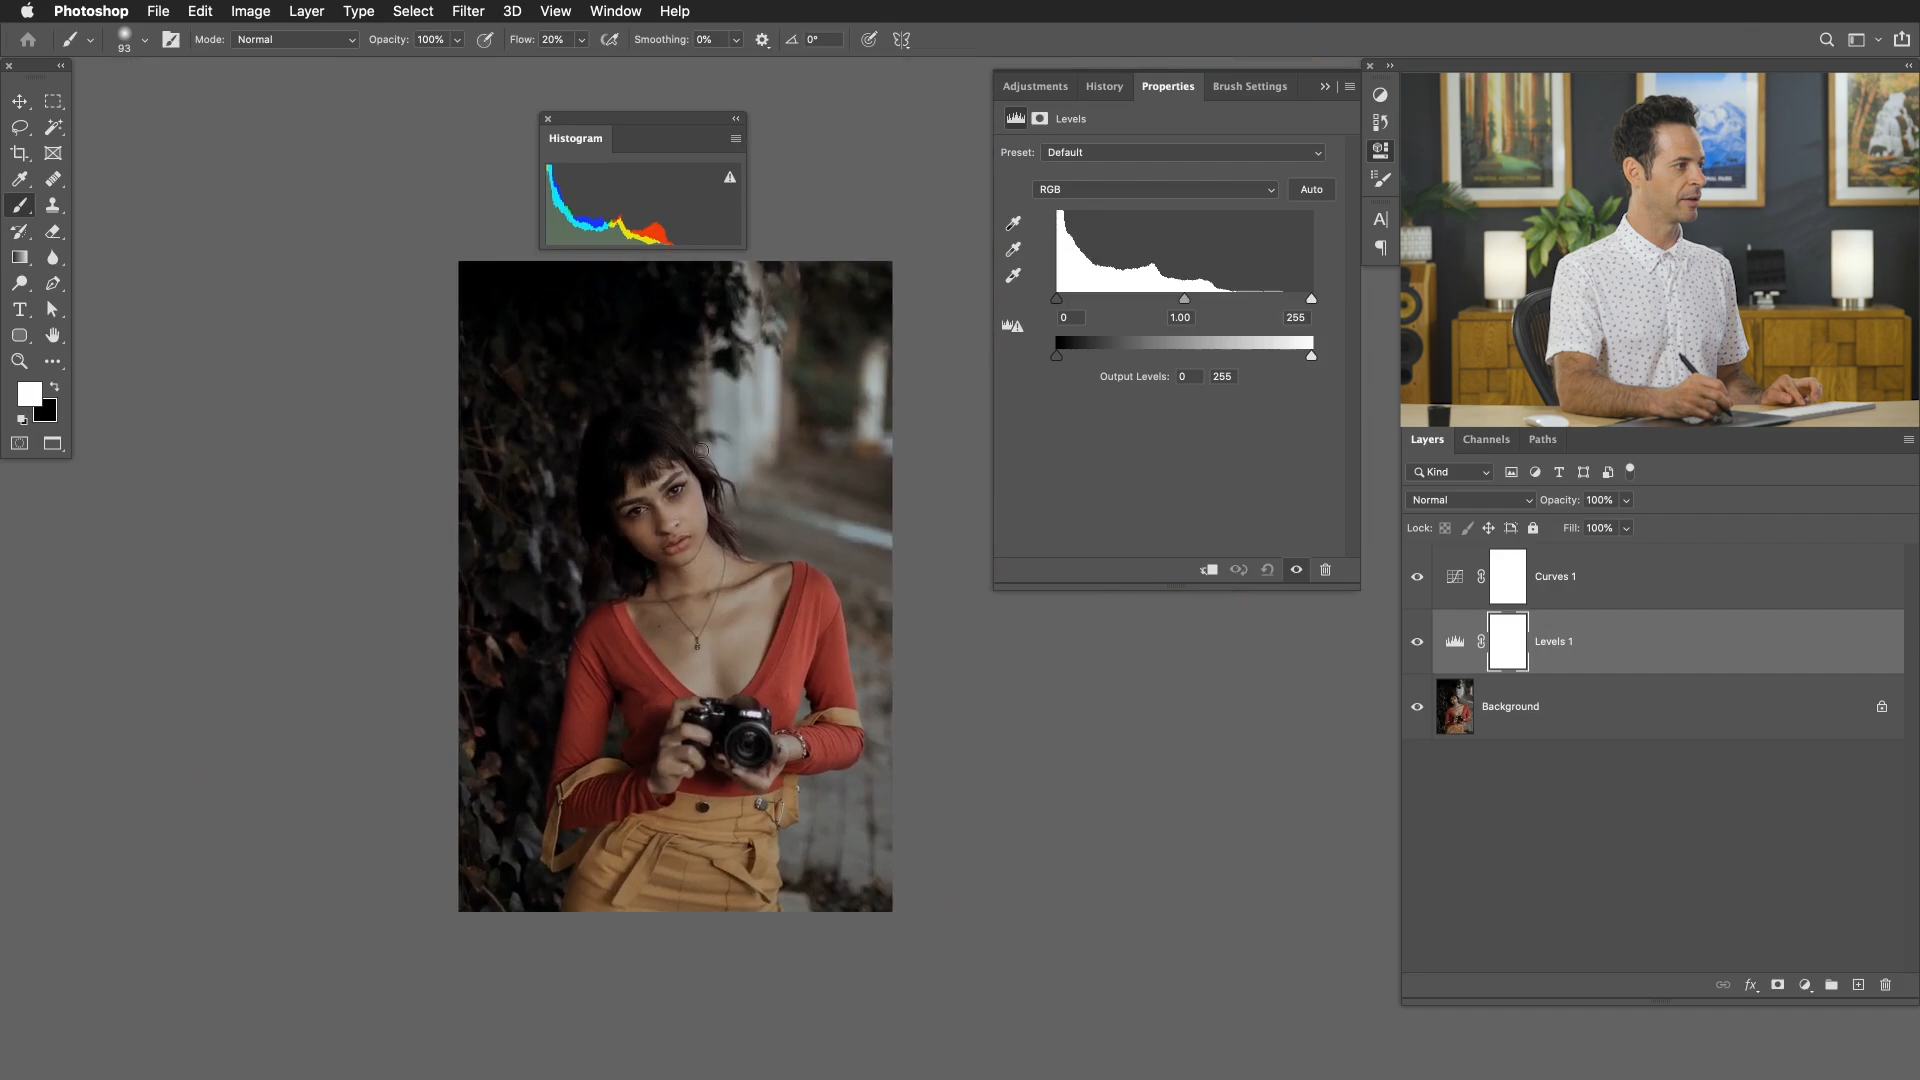 Photoshop File Edit Image Layer Type Select Filter 3D View Window Help
93 Mode: Normal Opacity: 100% Flow: 20% Smoothing: 0% 0°
Histogram
Adjustments History Properties Brush Settings
Levels
Preset: Default
RGB Auto
0 1.00 255
Output Levels: 0 255
Layers Channels Paths
Kind
Normal Opacity: 100%
Lock: Fill: 100%
Curves 1
Levels 1
Background